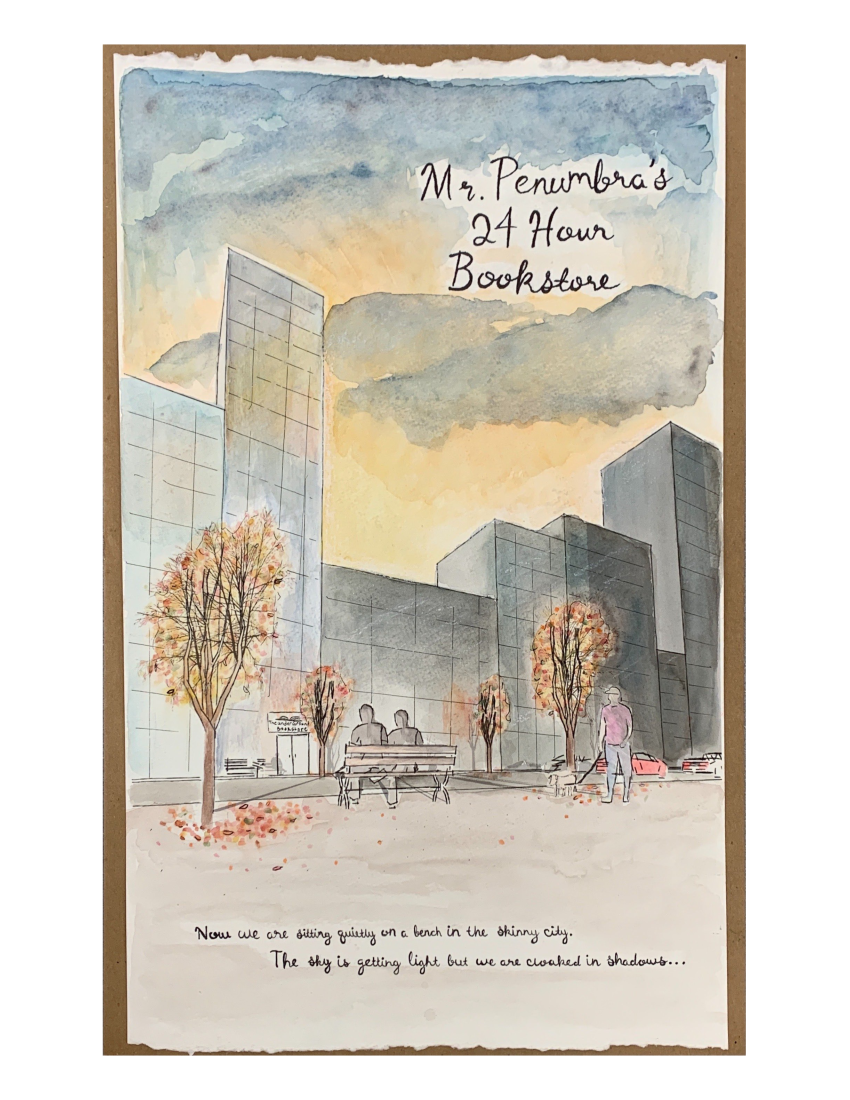 Mr. Penumbra's
24 Hour
Bookstore
BOOKSTORE
Now we are sitting quietly on a bench in the skinny city.
The sky is getting light but we are cloaked in shadows...